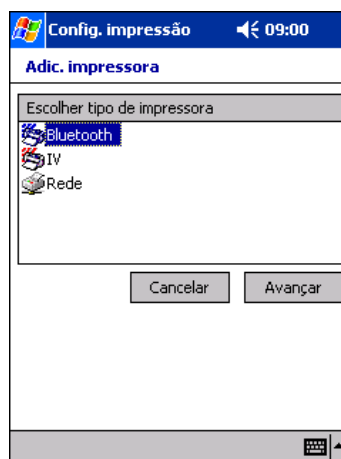 Config. impressão 09:00
Adic. impressora
Escolher tipo de impressora
Bluetooth
IV
Rede
Cancelar Avançar